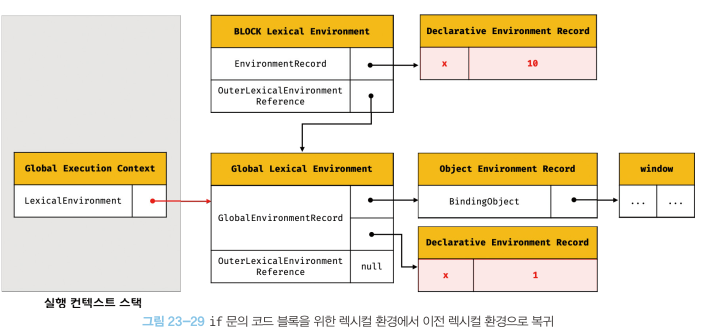 BLOCK Lexical Environment
EnvironmentRecord
OuterLexicalEnvironment
Reference
Declarative Environment Record
x 10
Global Execution Context
LexicalEnvironment
Global Lexical Environment
GlobalEnvironmentRecord
OuterLexicalEnvironment
Reference
null
Object Environment Record
BindingObject
window
... ...
Declarative Environment Record
x 1
실행 컨텍스트 스택
그림 23-29 if 문의 코드 블록을 위한 렉시컬 환경에서 이전 렉시컬 환경으로 복귀